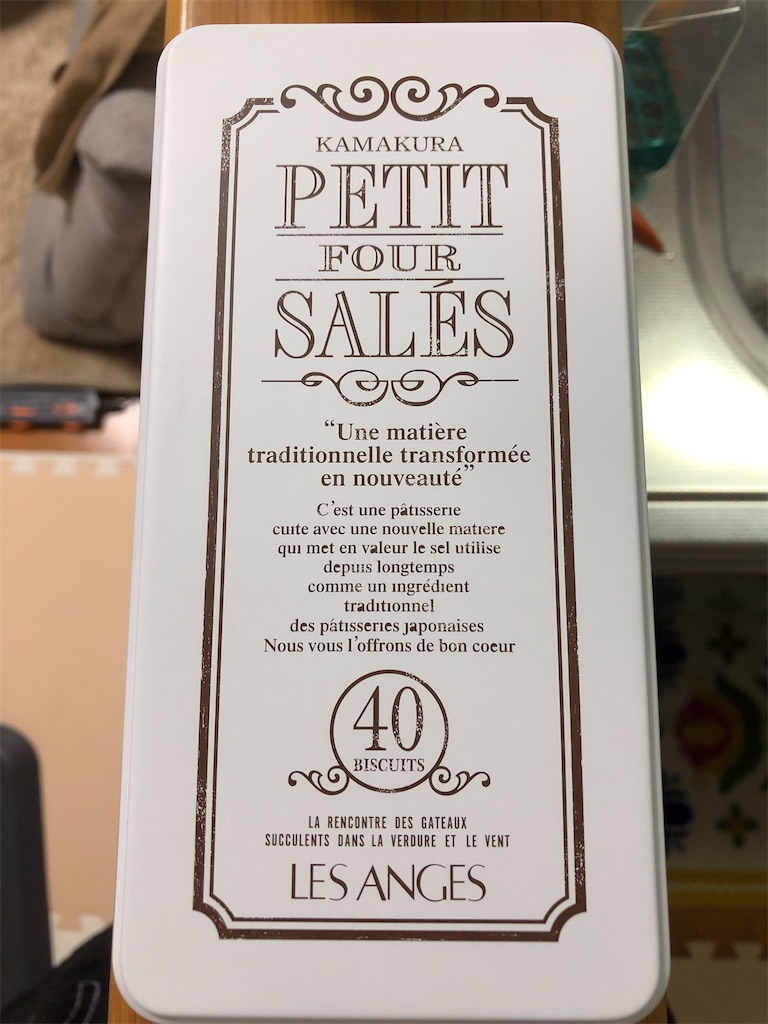 KAMAKURA
PETIT
FOUR
SALÉS
“Une matière
traditionnelle transformée
en nouveauté”
C’est une pâtisserie
cuite avec une nouvelle matiere
qui met en valeur le sel utilise
depuis longtemps
comme un ingrédient
traditionnel
des pâtisseries japonaises
Nous vous l’offrons de bon coeur
40
BISCUITS
LA RENCONTRE DES GATEAUX
SUCCULENTS DANS LA VERDURE ET LE VENT
LES ANGES